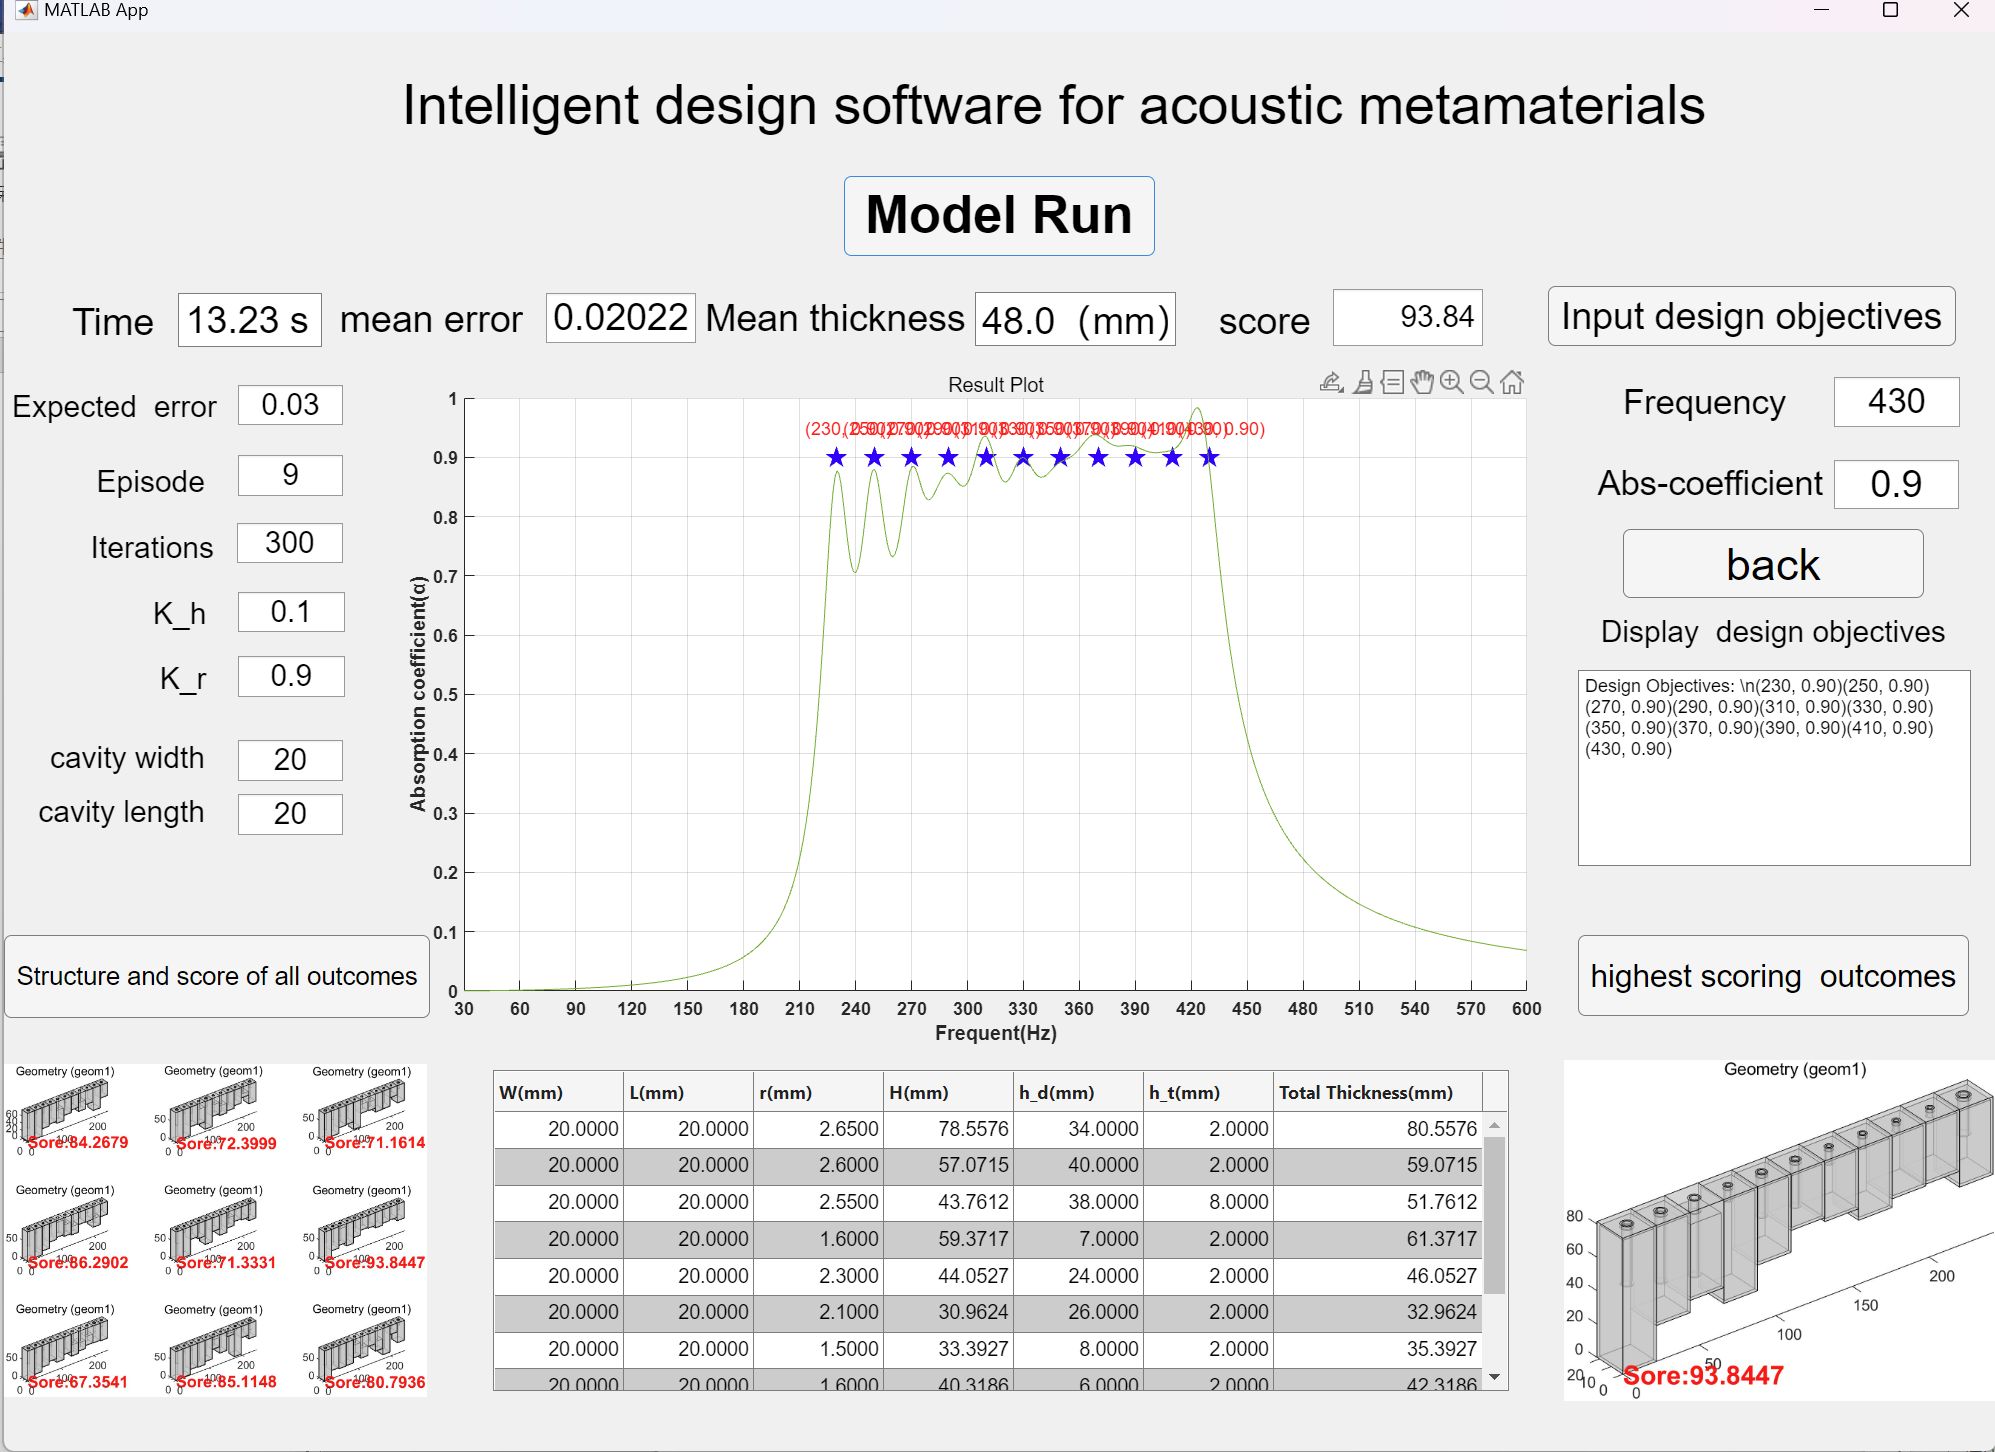 MATLAB App
Intelligent design software for acoustic metamaterials
Model Run
Time 13.23 s mean error 0.02022 Mean thickness 48.0 (mm) score 93.84 Input design objectives
Expected error 0.03
Episode 9
Iterations 300
K_h 0.1
K_r 0.9
cavity width 20
cavity length 20
Structure and score of all outcomes
Result Plot
1
0.9
0.8
0.7
0.6
0.5
0.4
0.3
0.2
0.1
0
Absorption coefficient(α)
30 60 90 120 150 180 210 240 270 300 330 360 390 420 450 480 510 540 570 600
Frequent(Hz)
Frequency 430
Abs-coefficient 0.9
back
Display design objectives
Design Objectives: \n(230, 0.90)(250, 0.90)
(270, 0.90)(290, 0.90)(310, 0.90)(330, 0.90)
(350, 0.90)(370, 0.90)(390, 0.90)(410, 0.90)
(430, 0.90)
highest scoring outcomes
Geometry (geom1) Geometry (geom1) Geometry (geom1)
Sore:84.2679 Sore:72.3999 Sore:71.1614
Geometry (geom1) Geometry (geom1) Geometry (geom1)
Sore:86.2902 Sore:71.3331 Sore:93.8447
Geometry (geom1) Geometry (geom1) Geometry (geom1)
Sore:67.3541 Sore:85.1148 Sore:80.7936
W(mm) L(mm) r(mm) H(mm) h_d(mm) h_t(mm) Total Thickness(mm)
20.0000 20.0000 2.6500 78.5576 34.0000 2.0000 80.5576
20.0000 20.0000 2.6000 57.0715 40.0000 2.0000 59.0715
20.0000 20.0000 2.5500 43.7612 38.0000 8.0000 51.7612
20.0000 20.0000 1.6000 59.3717 7.0000 2.0000 61.3717
20.0000 20.0000 2.3000 44.0527 24.0000 2.0000 46.0527
20.0000 20.0000 2.1000 30.9624 26.0000 2.0000 32.9624
20.0000 20.0000 1.5000 33.3927 8.0000 2.0000 35.3927
20.0000 20.0000 1.6000 40.3186 6.0000 2.0000 42.3186
Geometry (geom1)
80
60
40
20
0
20 10 0
0 50 100 150 200
Sore:93.8447